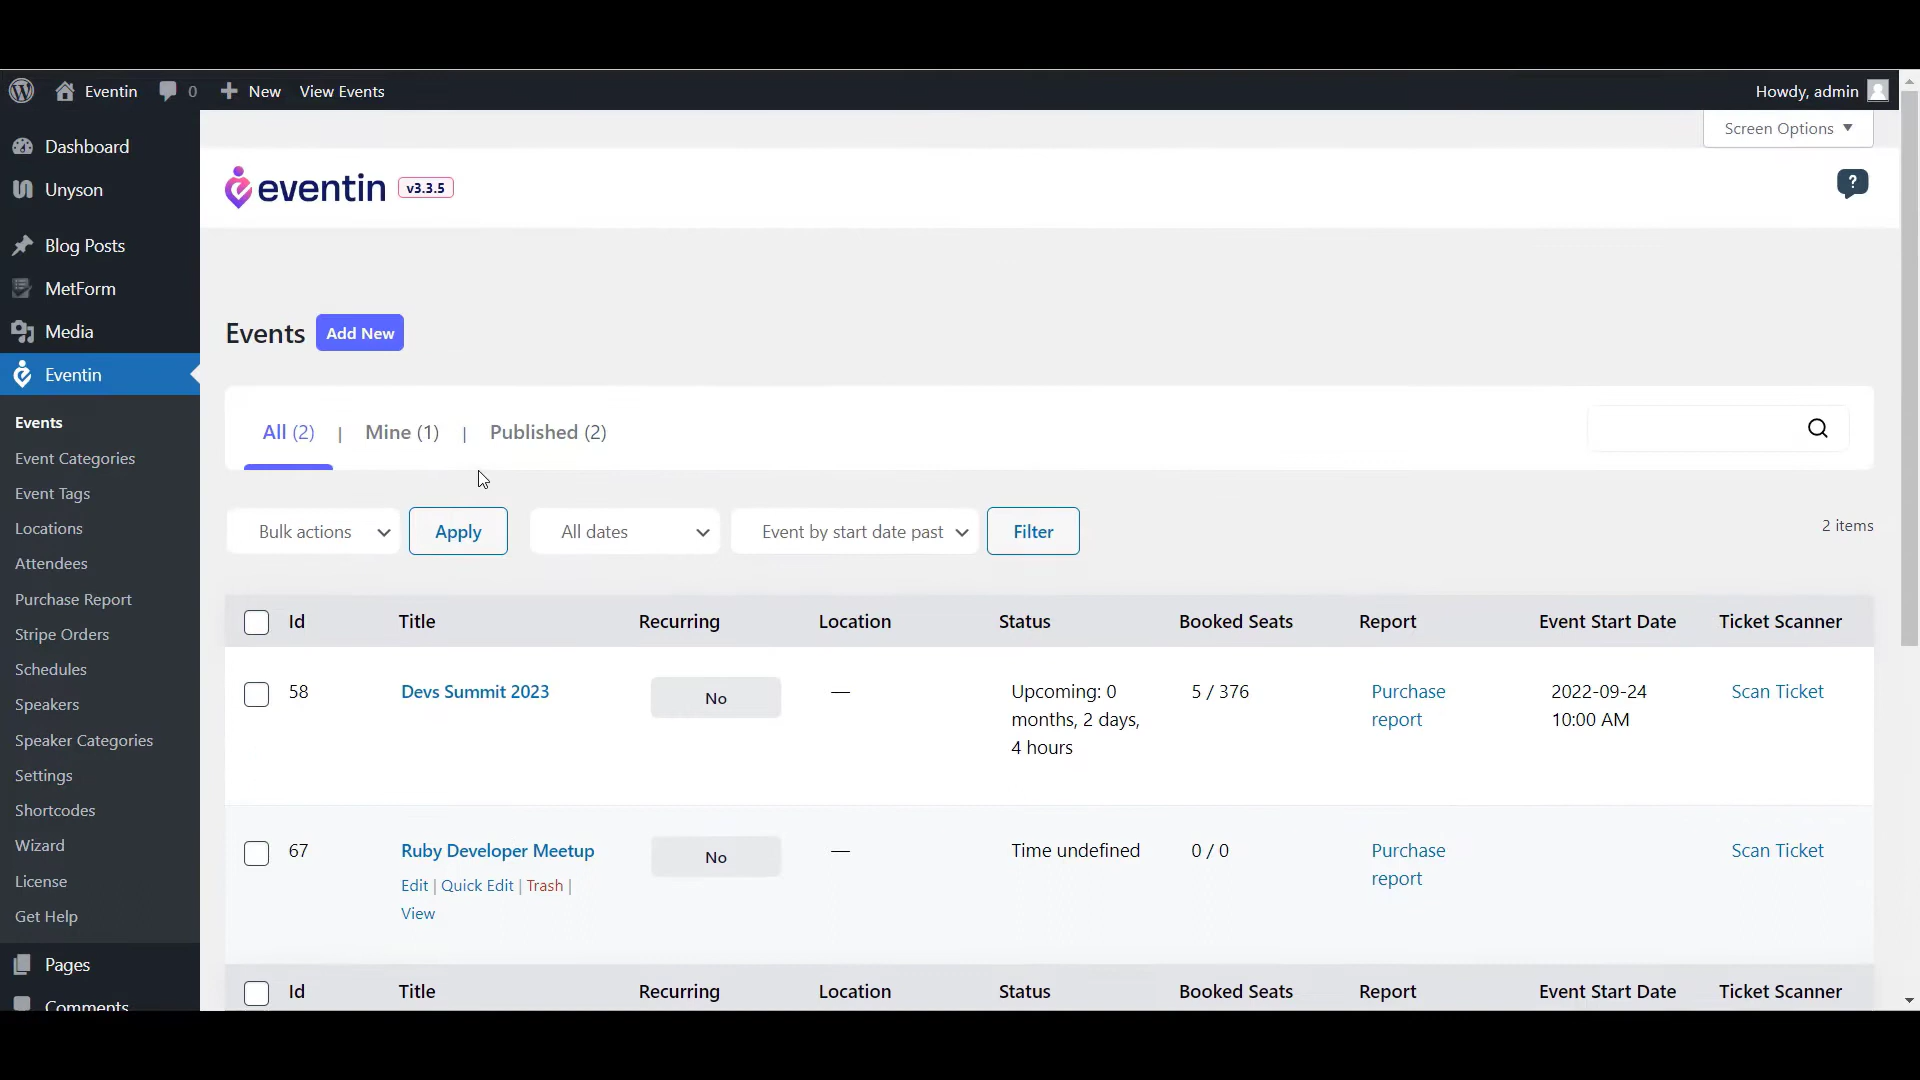 Eventin 0 New View Events Howdy, admin
Screen Options
Dashboard
Unyson
Blog Posts
MetForm
Media
Eventin
Events
Event Categories
Event Tags
Locations
Attendees
Purchase Report
Stripe Orders
Schedules
Speakers
Speaker Categories
Settings
Shortcodes
Wizard
License
Get Help
Pages
Comments
eventin v3.3.5
?
Events Add New
All (2) | Mine (1) | Published (2)
Bulk actions Apply All dates Event by start date past Filter 2 items
Id Title Recurring Location Status Booked Seats Report Event Start Date Ticket Scanner
58 Devs Summit 2023 No — Upcoming: 0 5 / 376 Purchase 2022-09-24 Scan Ticket
months, 2 days, report 10:00 AM
4 hours
67 Ruby Developer Meetup No — Time undefined 0 / 0 Purchase Scan Ticket
Edit | Quick Edit | Trash | report
View
Id Title Recurring Location Status Booked Seats Report Event Start Date Ticket Scanner